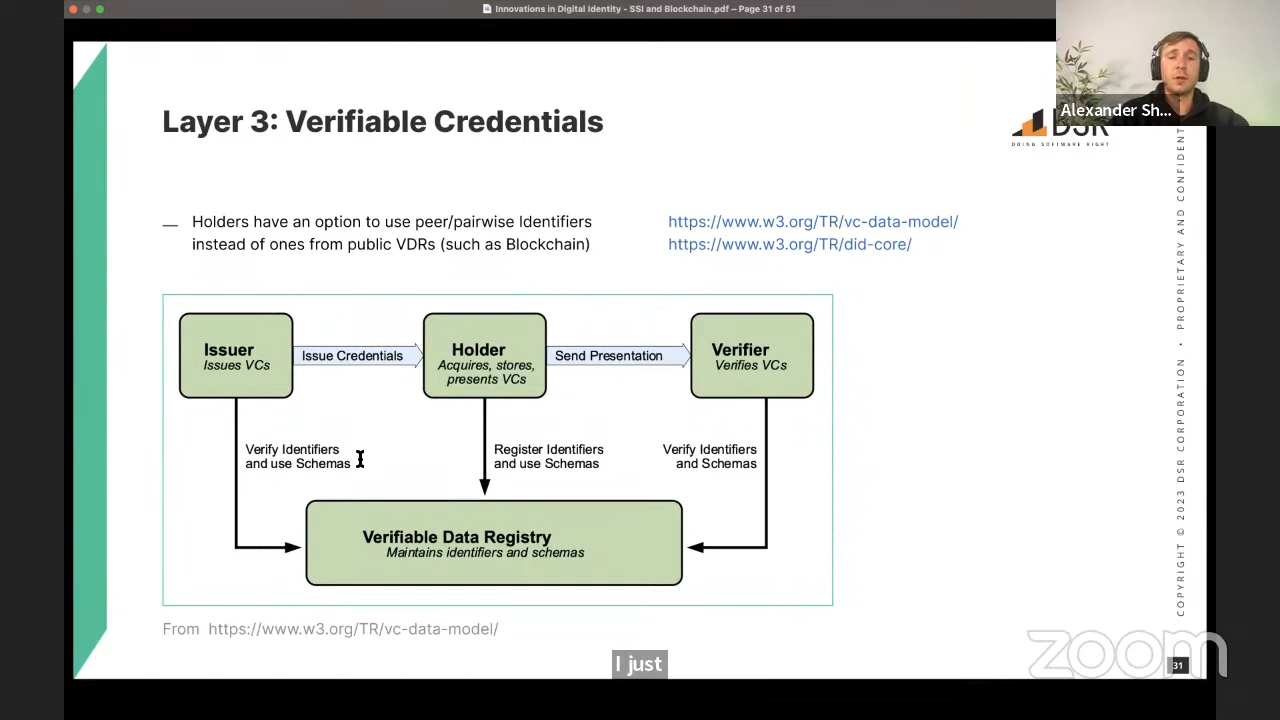 Innovations in Digital Identity - SSI and Blockchain.pdf – Page 31 of 51
Alexander Sh...
Layer 3: Verifiable Credentials
DSR
DOING SOFTWARE RIGHT
— Holders have an option to use peer/pairwise Identifiers
instead of ones from public VDRs (such as Blockchain)
https://www.w3.org/TR/vc-data-model/
https://www.w3.org/TR/did-core/
Issuer
Issues VCs
Issue Credentials
Holder
Acquires, stores,
presents VCs
Send Presentation
Verifier
Verifies VCs
Verify Identifiers
and use Schemas
Register Identifiers
and use Schemas
Verify Identifiers
and Schemas
Verifiable Data Registry
Maintains identifiers and schemas
From https://www.w3.org/TR/vc-data-model/
COPYRIGHT © 2023 DSR CORPORATION • PROPRIETARY AND CONFIDENT
I just
zoom
31